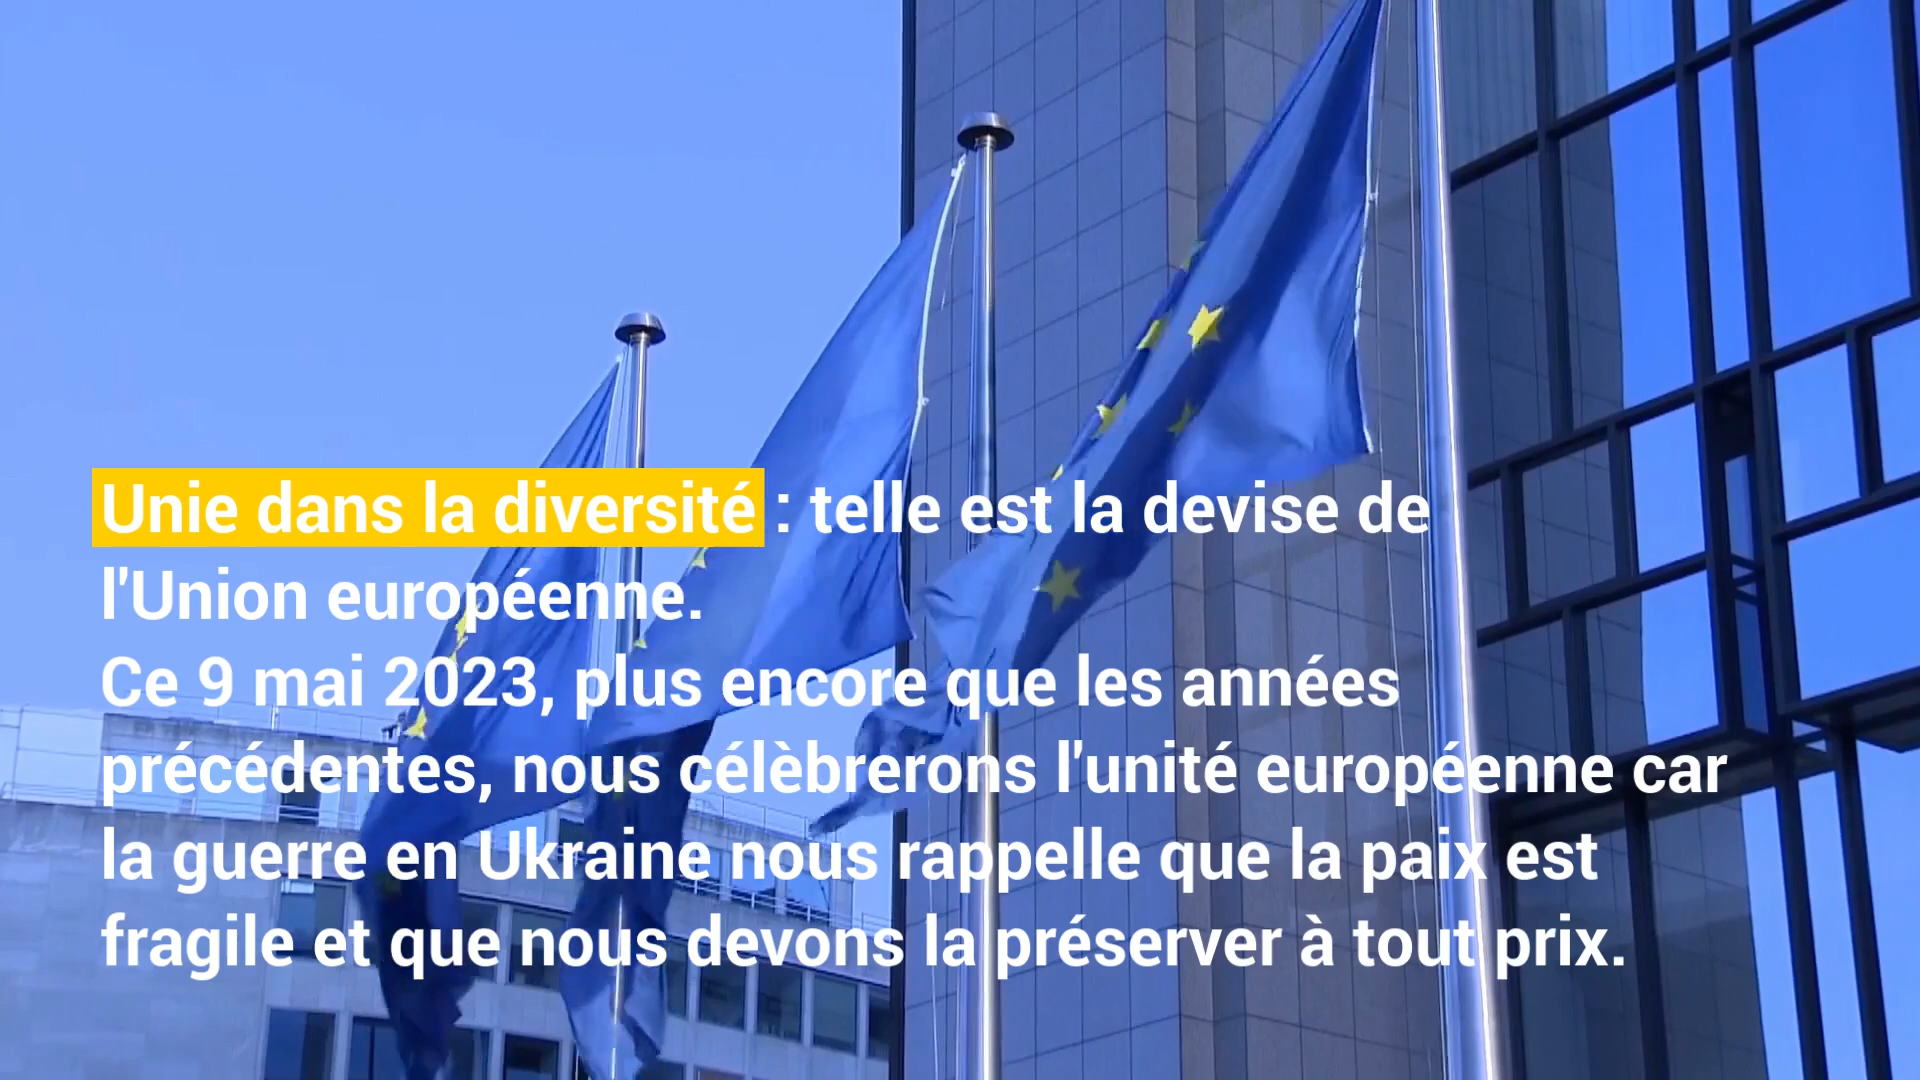 Unie dans la diversité : telle est la devise de
l'Union européenne.
Ce 9 mai 2023, plus encore que les années
précédentes, nous célèbrerons l'unité européenne car
la guerre en Ukraine nous rappelle que la paix est
fragile et que nous devons la préserver à tout prix.